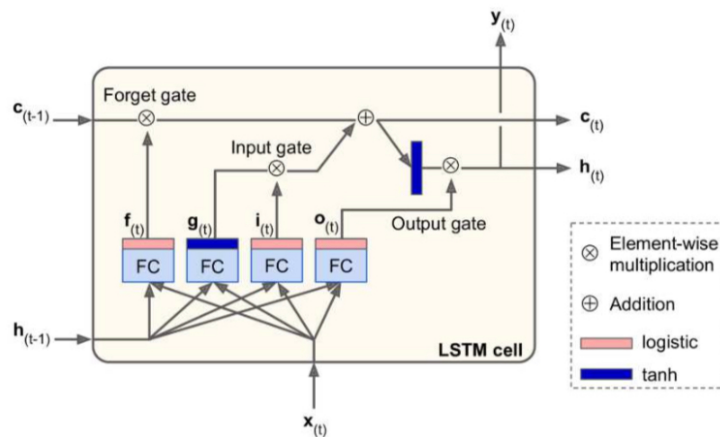 y(t)
Forget gate
c(t-1)
c(t)
Input gate
h(t)
f(t) g(t) i(t) o(t)
Output gate
FC FC FC FC
h(t-1)
LSTM cell
x(t)
Element-wise
multiplication
Addition
logistic
tanh